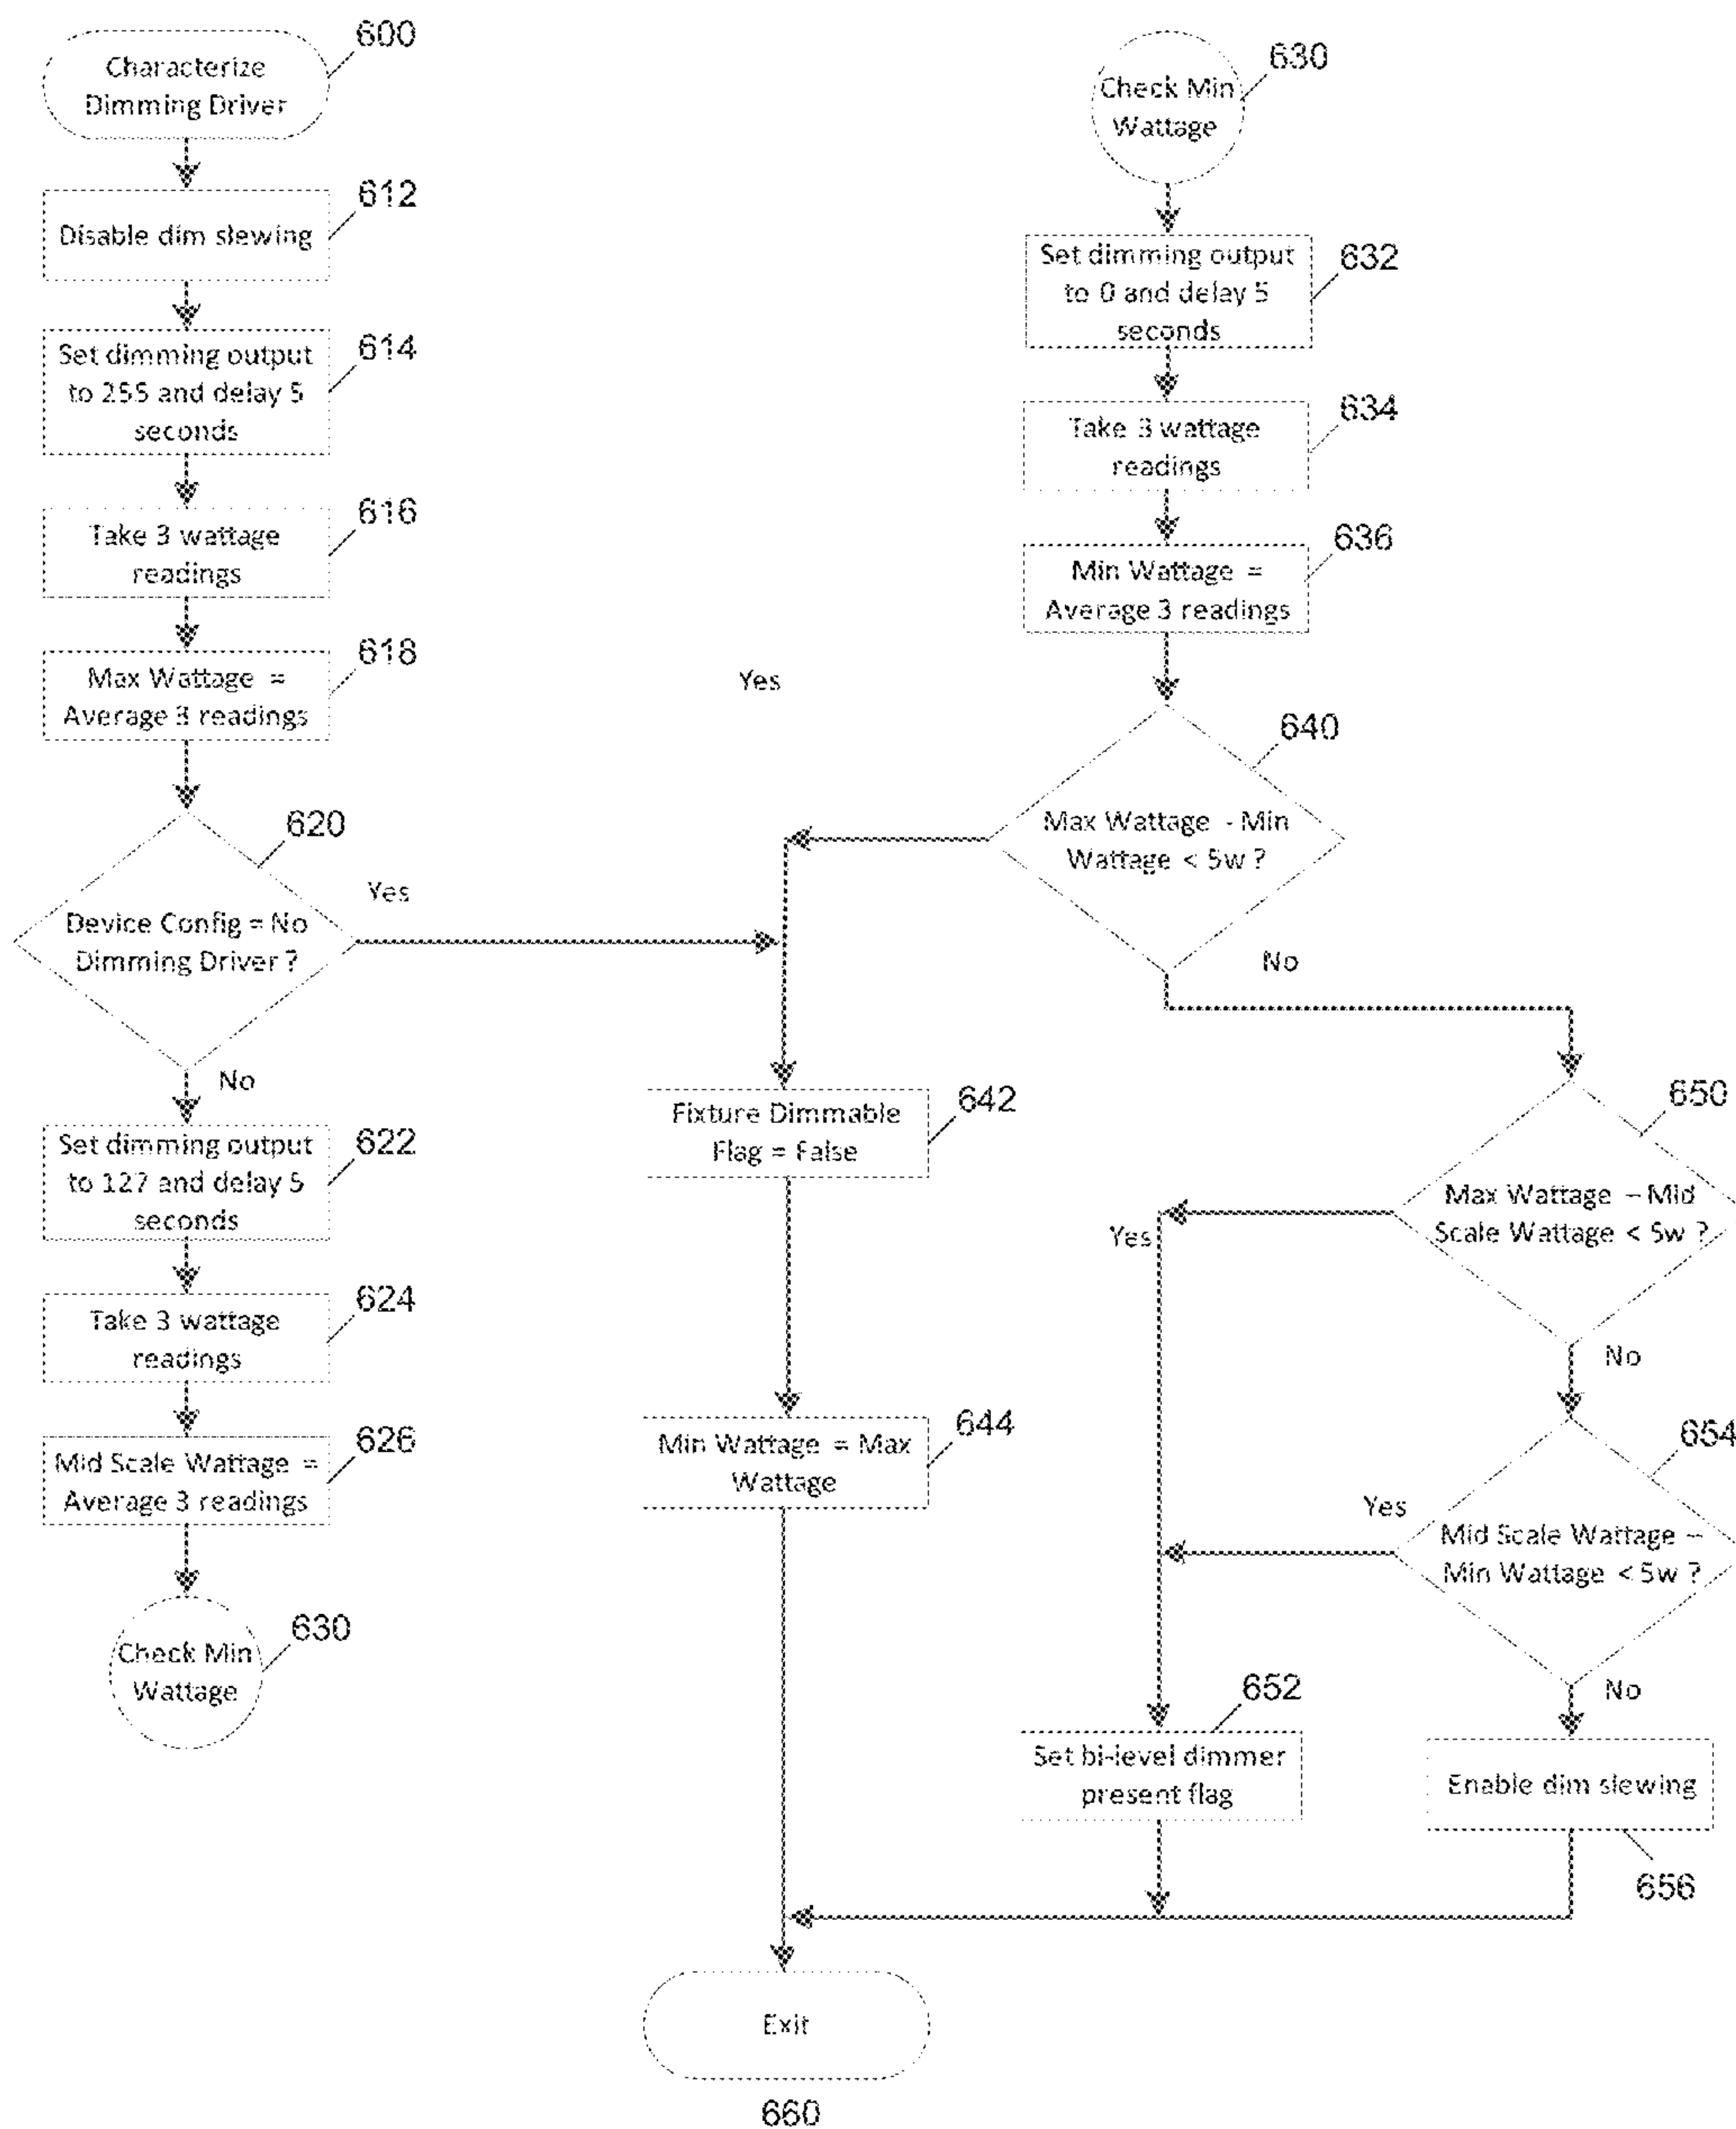 600
Characterize
Dimming Driver
612
Disable dim slewing
614
Set dimming output
to 255 and delay 5
seconds
616
Take 3 wattage
readings
618
Max Wattage =
Average 3 readings
620
Yes
Device Config = No
Dimming Driver ?
No
622
Set dimming output
to 127 and delay 5
seconds
624
Take 3 wattage
readings
626
Mid Scale Wattage =
Average 3 readings
630
Check Min
Wattage
630
Check Min
Wattage
632
Set dimming output
to 0 and delay 5
seconds
634
Take 3 wattage
readings
636
Min Wattage =
Average 3 readings
Yes
640
Max Wattage - Min
Wattage < 5w ?
No
642
Fixture Dimmable
Flag = False
644
Min Wattage = Max
Wattage
650
Max Wattage – Mid
Scale Wattage < 5w ?
Yes
No
654
Yes
Mid Scale Wattage –
Min Wattage < 5w ?
No
652
Set bi-level dimmer
present flag
Enable dim slewing
656
Exit
660